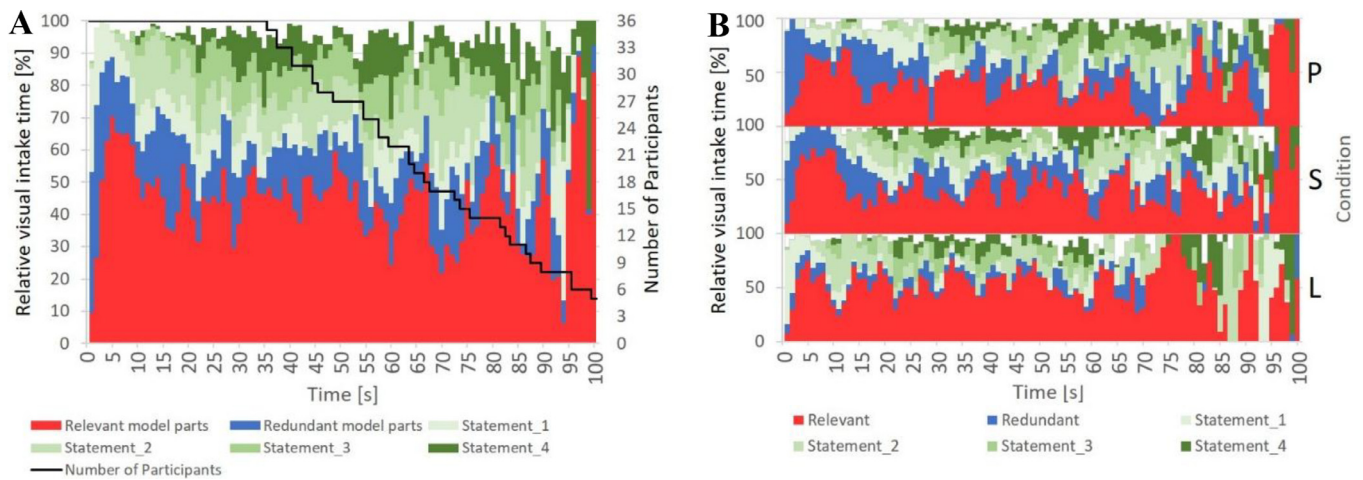 A
Relative visual intake time [%]
100
90
80
70
60
50
40
30
20
10
0
36
33
30
27
24
21
18
15
12
9
6
3
0
Number of Participants
0 5 10 15 20 25 30 35 40 45 50 55 60 65 70 75 80 85 90 95 100
Time [s]
Relevant model parts Redundant model parts Statement_1
Statement_2 Statement_3 Statement_4
Number of Participants
B
Relative visual intake time [%]
100
50
100
50
100
50
0
P
S
L
Condition
0 5 10 15 20 25 30 35 40 45 50 55 60 65 70 75 80 85 90 95 100
Time [s]
Relevant Redundant Statement_1
Statement_2 Statement_3 Statement_4